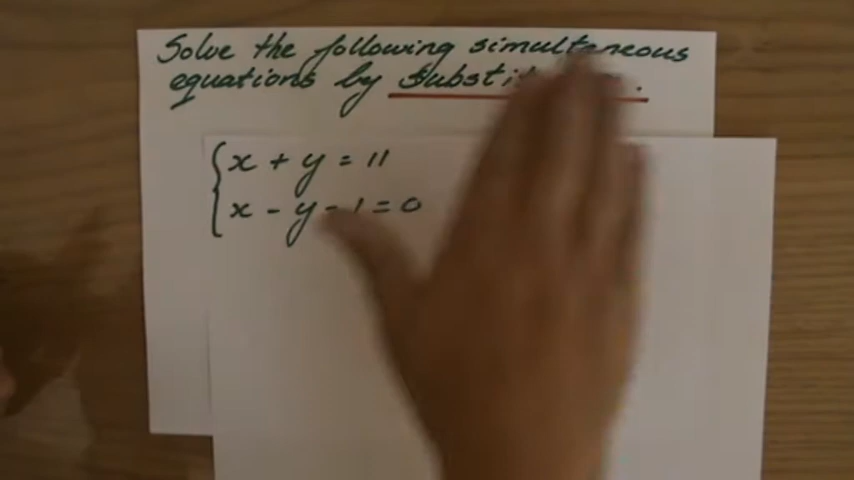 Solve the following simultaneous
equations by
x + y = 11
x - y - 1 = 0